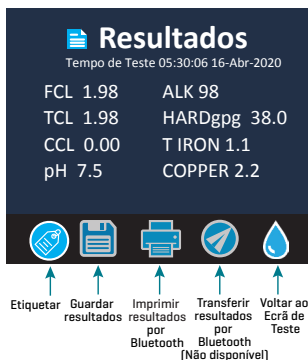 Resultados
Tempo de Teste 05:30:06 16-Abr-2020
FCL 1.98 ALK 98
TCL 1.98 HARDgpg 38.0
CCL 0.00 T IRON 1.1
pH 7.5 COPPER 2.2
Etiquetar
Guardar
resultados
Imprimir
resultados
por
Bluetooth
Transferir
resultados
por
Bluetooth
(Não disponível)
Voltar ao
Ecrã de
Teste